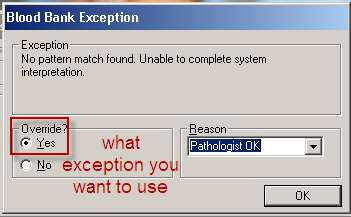 Blood Bank Exception
Exception
No pattern match found. Unable to complete system
interpretation.
Override?
Yes
No
what
exception you
want to use
Reason
Pathologist OK
OK